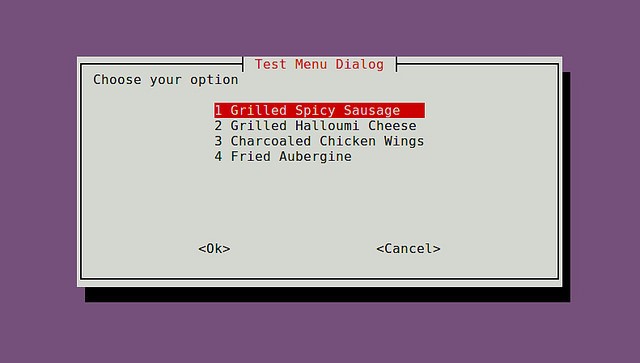 Test Menu Dialog
Choose your option
1 Grilled Spicy Sausage
2 Grilled Halloumi Cheese
3 Charcoaled Chicken Wings
4 Fried Aubergine
<Ok> <Cancel>